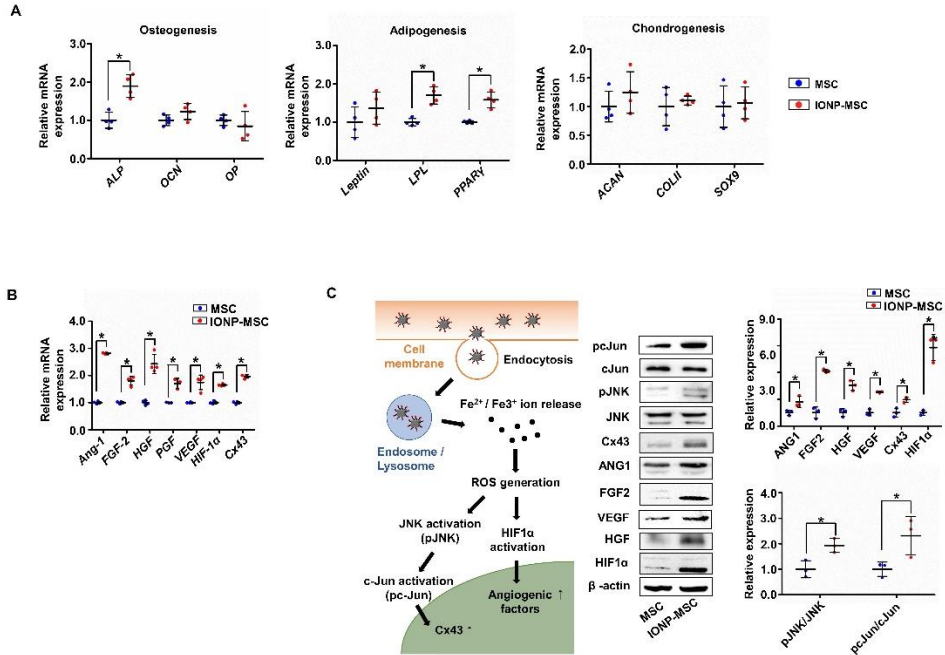 A
Osteogenesis
Relative mRNA
expression
3.0
2.0
1.0
ALP
OCN
OP
*
Adipogenesis
Relative mRNA
expression
3.0
2.0
1.0
Leptin
LPL
PPARγ
*
*
Chondrogenesis
Relative mRNA
expression
2.0
1.5
1.0
0.5
0.0
ACAN
COLII
SOX9
MSC
IONP-MSC
B
MSC
IONP-MSC
Relative mRNA
expression
4.0
3.0
2.0
1.0
0.0
* * * * * * *
Ang-1
FGF-2
HGF
PGF
VEGF
HIF-1α
Cx43
C
Cell
membrane
Endocytosis
Fe²⁺ / Fe3⁺ ion release
Endosome /
Lysosome
ROS generation
JNK activation
(pJNK)
HIF1α
activation
c-Jun activation
(pc-Jun)
Angiogenic ↑
factors
Cx43
pcJun
cJun
pJNK
JNK
Cx43
ANG1
FGF2
VEGF
HGF
HIF1α
β -actin
MSC
IONP-MSC
MSC
IONP-MSC
Relative expression
9.0
6.0
3.0
0.0
* * * * * *
ANG1
FGF2
HGF
VEGF
Cx43
HIF1α
Relative expression
4.0
3.0
2.0
1.0
0.0
* *
pJNK/JNK
pcJun/cJun